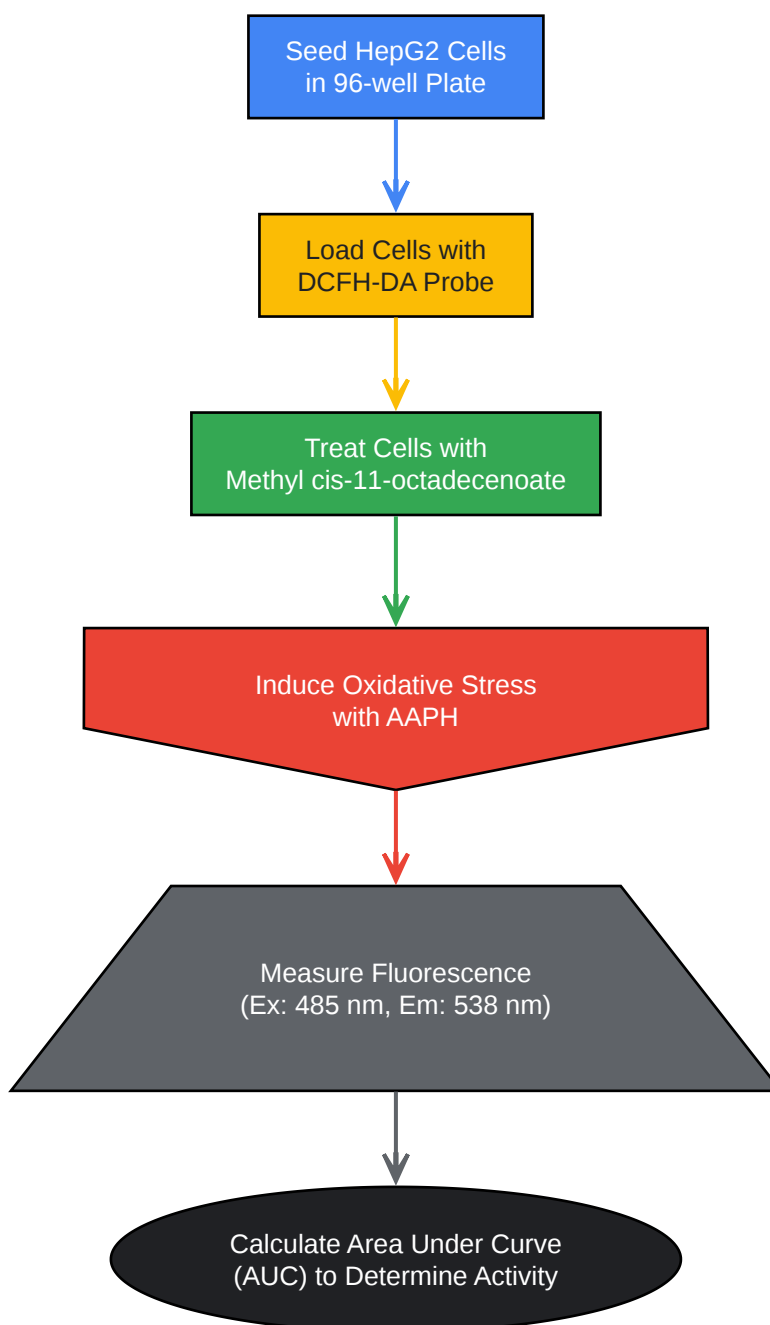 Seed HepG2 Cells
in 96-well Plate
Load Cells with
DCFH-DA Probe
Treat Cells with
Methyl cis-11-octadecenoate
Induce Oxidative Stress
with AAPH
Measure Fluorescence
(Ex: 485 nm, Em: 538 nm)
Calculate Area Under Curve
(AUC) to Determine Activity